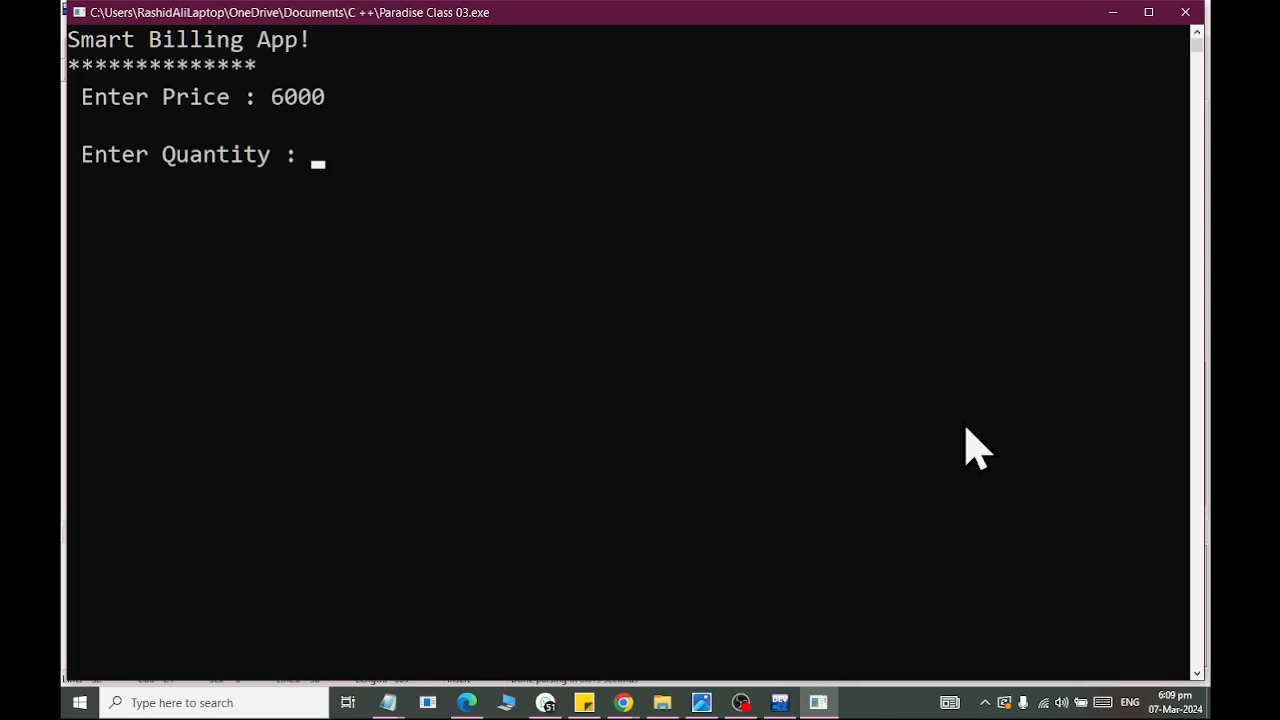 C:\Users\RashidAliLaptop\OneDrive\Documents\C ++\Paradise Class 03.exe
Smart Billing App!
**************
Enter Price : 6000
Enter Quantity :
Type here to search
ENG
6:09 pm
07-Mar-2024